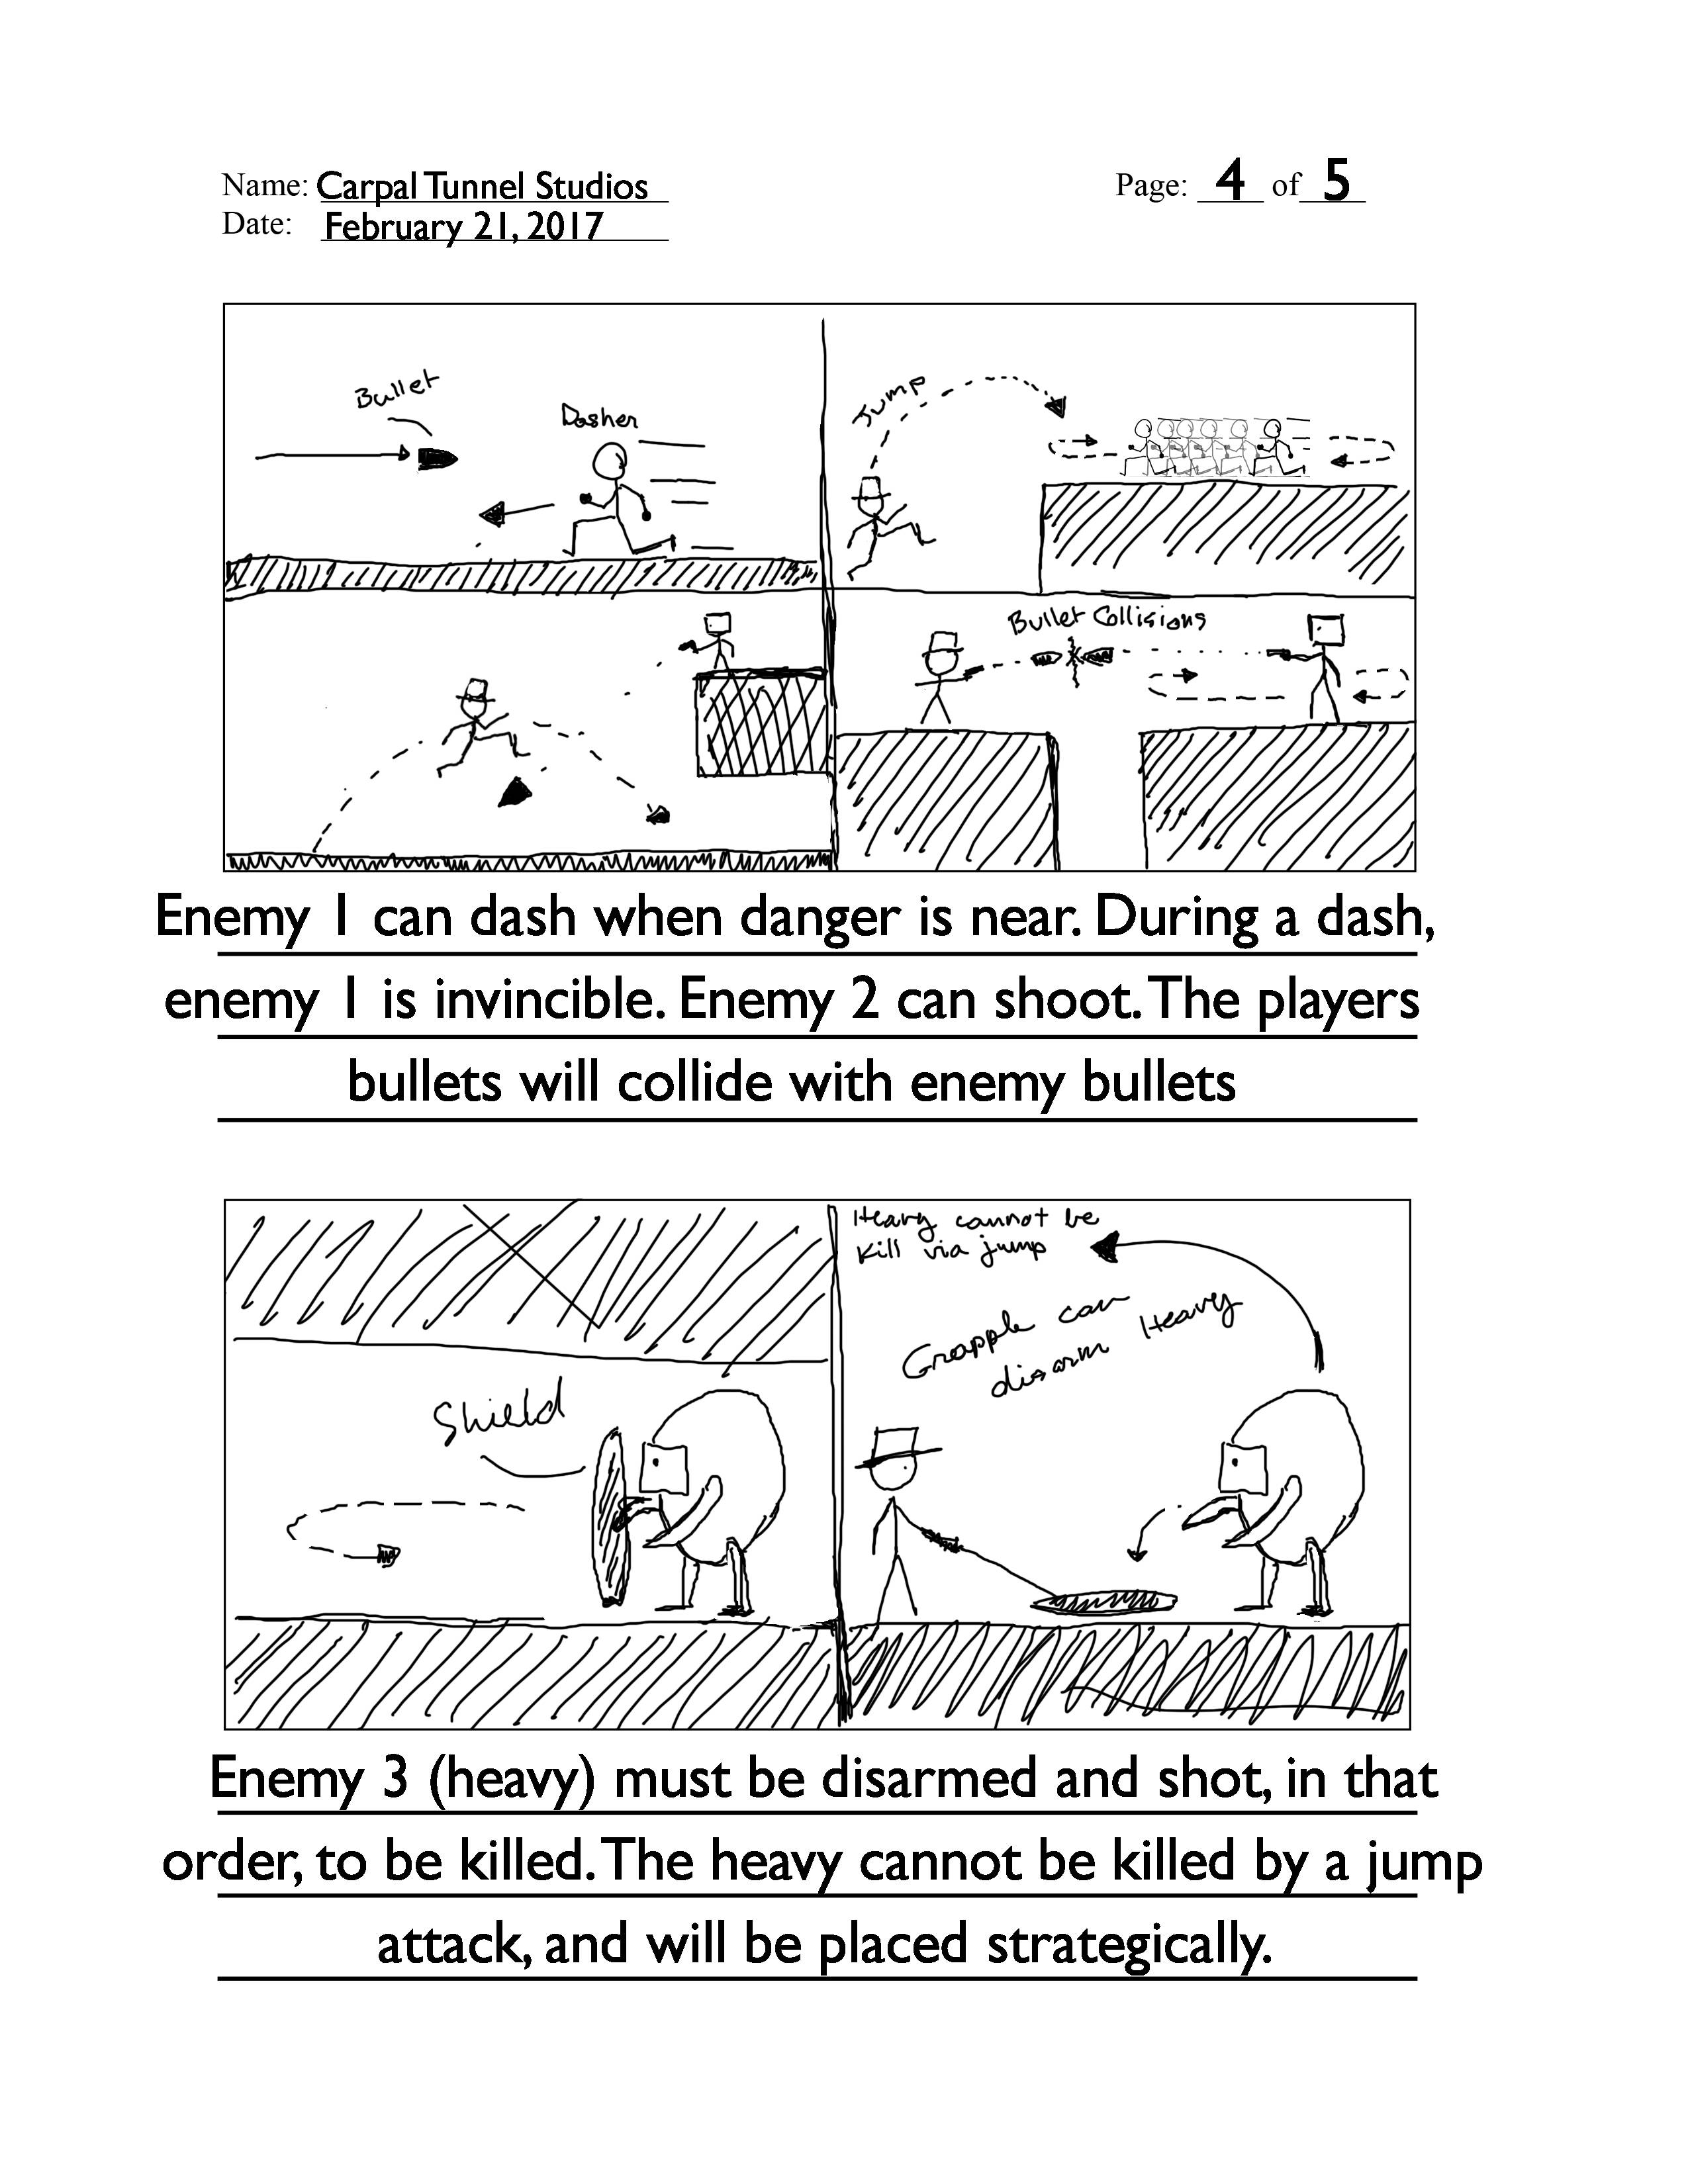 Name: Carpal Tunnel Studios
Page: 4 of 5
Date: February 21, 2017
Bullet
Dasher
Jump
Bullet Collisions
Enemy 1 can dash when danger is near. During a dash,
enemy 1 is invincible. Enemy 2 can shoot. The players
bullets will collide with enemy bullets
Shield
Heavy cannot be
Kill via jump
Grapple can
disarm Heavy
Enemy 3 (heavy) must be disarmed and shot, in that
order, to be killed. The heavy cannot be killed by a jump
attack, and will be placed strategically.